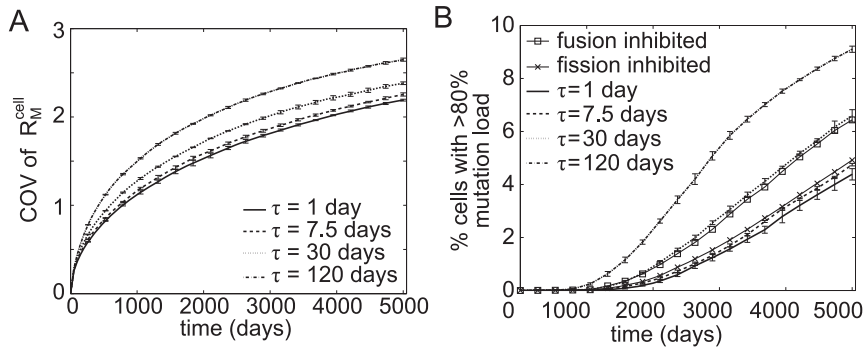 A
COV of R_M^cell
3
2
1
0
0 1000 2000 3000 4000 5000
time (days)
τ = 1 day
τ = 7.5 days
τ = 30 days
τ = 120 days
B
% cells with >80%
mutation load
10
8
6
4
2
0
0 1000 2000 3000 4000 5000
time (days)
fusion inhibited
fission inhibited
τ=1 day
τ=7.5 days
τ=30 days
τ=120 days